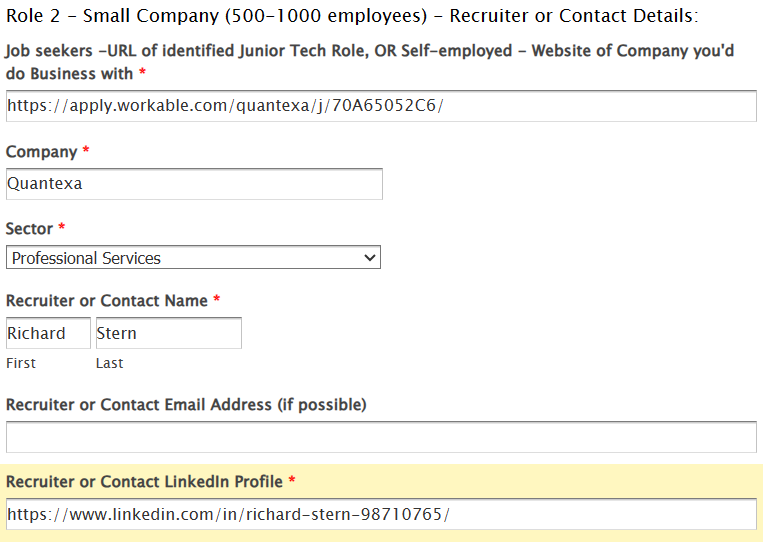 Role 2 - Small Company (500-1000 employees) - Recruiter or Contact Details:
Job seekers -URL of identified Junior Tech Role, OR Self-employed - Website of Company you'd
do Business with *
https://apply.workable.com/quantexa/j/70A65052C6/
Company *
Quantexa
Sector *
Professional Services
Recruiter or Contact Name *
Richard Stern
First Last
Recruiter or Contact Email Address (if possible)
Recruiter or Contact LinkedIn Profile *
https://www.linkedin.com/in/richard-stern-98710765/